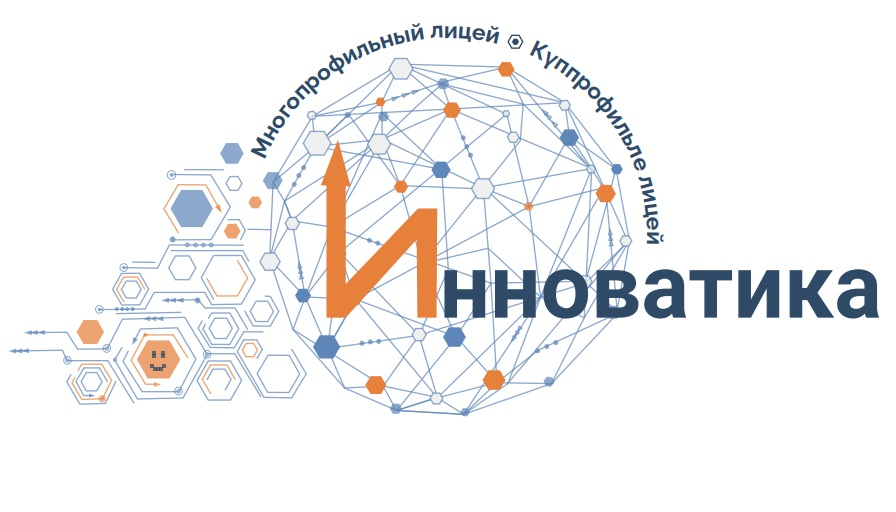 Многопрофильный лицей
Күппрофильле лицей
Инноватика